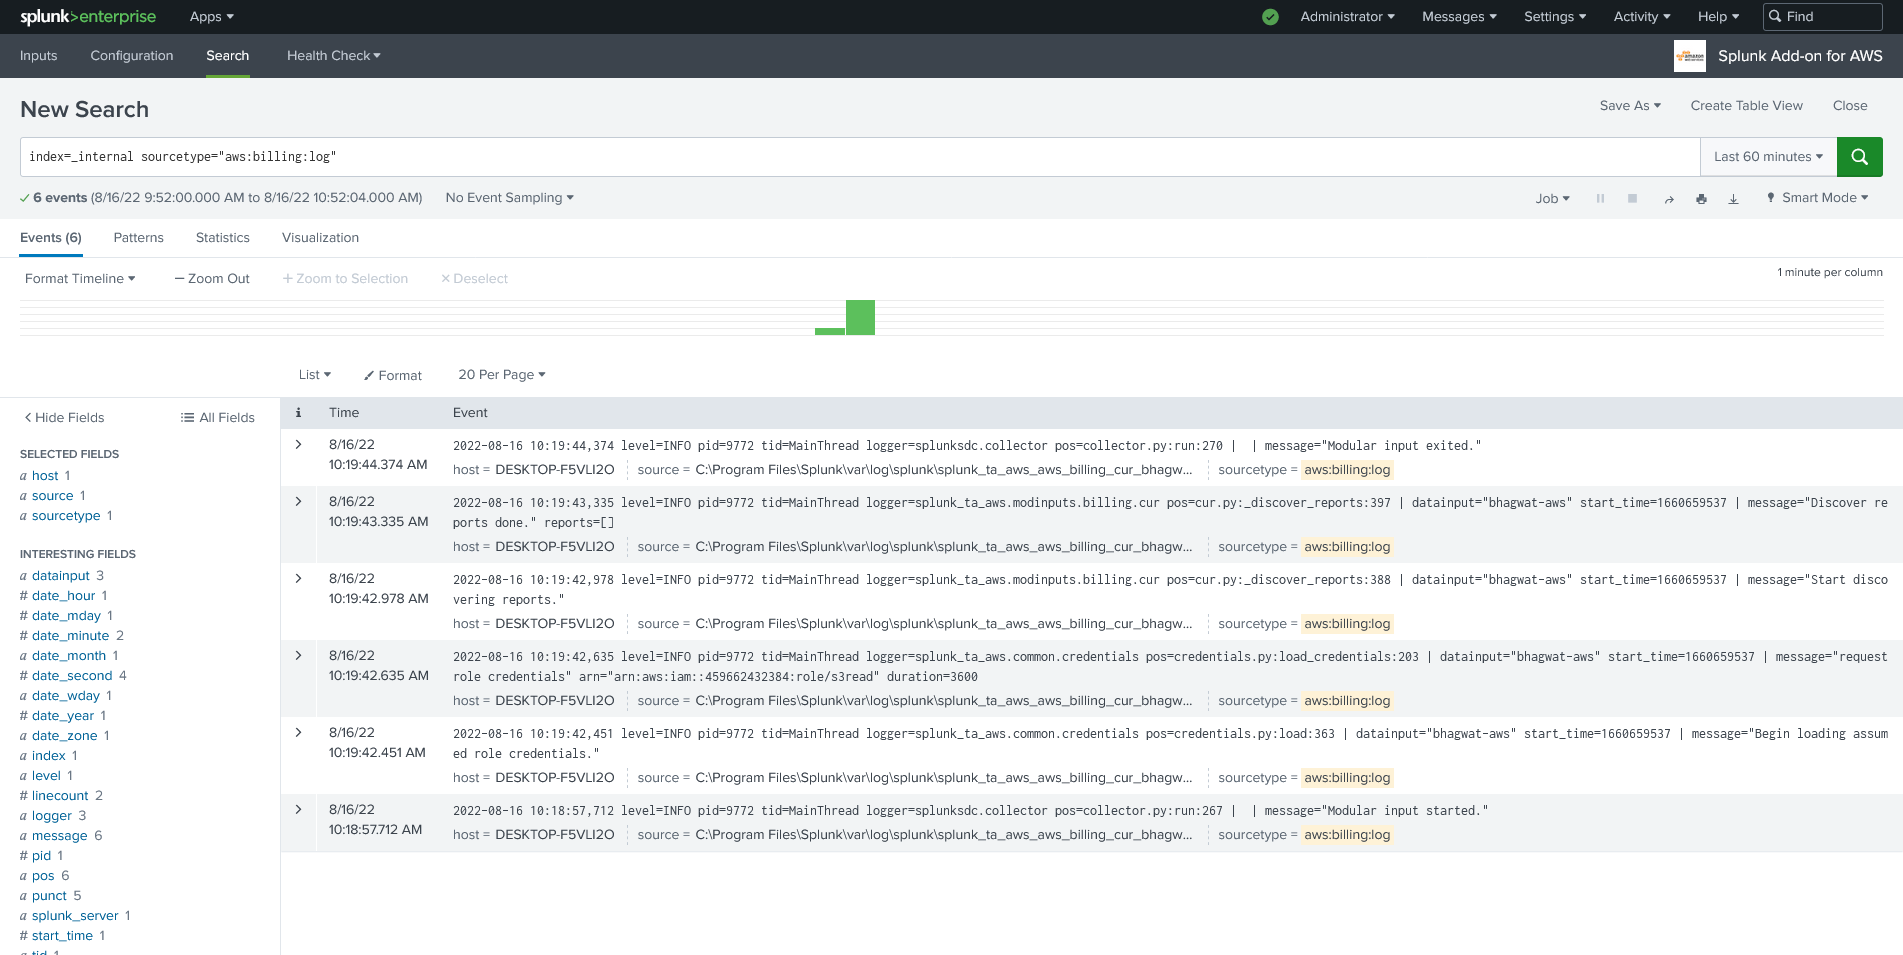 splunk>enterprise Apps Administrator Messages Settings Activity Help Find
Inputs Configuration Search Health Check Splunk Add-on for AWS
New Search Save As Create Table View Close
index=_internal sourcetype="aws:billing:log" Last 60 minutes
6 events (8/16/22 9:52:00.000 AM to 8/16/22 10:52:04.000 AM) No Event Sampling Job Smart Mode
Events (6) Patterns Statistics Visualization
Format Timeline — Zoom Out + Zoom to Selection × Deselect 1 minute per column
List Format 20 Per Page
< Hide Fields All Fields
SELECTED FIELDS
a host 1
a source 1
a sourcetype 1
INTERESTING FIELDS
a datainput 3
# date_hour 1
# date_mday 1
# date_minute 2
a date_month 1
# date_second 4
a date_wday 1
# date_year 1
a date_zone 1
a index 1
a level 1
# linecount 2
a logger 3
a message 6
# pid 1
a pos 6
a punct 5
a splunk_server 1
# start_time 1
a tid 1
i Time Event
8/16/22
10:19:44.374 AM
2022-08-16 10:19:44,374 level=INFO pid=9772 tid=MainThread logger=splunksdc.collector pos=collector.py:run:270 | | message="Modular input exited."
host = DESKTOP-F5VLI2O source = C:\Program Files\Splunk\var\log\splunk\splunk_ta_aws_aws_billing_cur_bhagw... sourcetype = aws:billing:log
8/16/22
10:19:43.335 AM
2022-08-16 10:19:43,335 level=INFO pid=9772 tid=MainThread logger=splunk_ta_aws.modinputs.billing.cur pos=cur.py:_discover_reports:397 | datainput="bhagwat-aws" start_time=1660659537 | message="Discover re
ports done." reports=[]
host = DESKTOP-F5VLI2O source = C:\Program Files\Splunk\var\log\splunk\splunk_ta_aws_aws_billing_cur_bhagw... sourcetype = aws:billing:log
8/16/22
10:19:42.978 AM
2022-08-16 10:19:42,978 level=INFO pid=9772 tid=MainThread logger=splunk_ta_aws.modinputs.billing.cur pos=cur.py:_discover_reports:388 | datainput="bhagwat-aws" start_time=1660659537 | message="Start disco
vering reports."
host = DESKTOP-F5VLI2O source = C:\Program Files\Splunk\var\log\splunk\splunk_ta_aws_aws_billing_cur_bhagw... sourcetype = aws:billing:log
8/16/22
10:19:42.635 AM
2022-08-16 10:19:42,635 level=INFO pid=9772 tid=MainThread logger=splunk_ta_aws.common.credentials pos=credentials.py:load_credentials:203 | datainput="bhagwat-aws" start_time=1660659537 | message="request
role credentials" arn="arn:aws:iam::459662432384:role/s3read" duration=3600
host = DESKTOP-F5VLI2O source = C:\Program Files\Splunk\var\log\splunk\splunk_ta_aws_aws_billing_cur_bhagw... sourcetype = aws:billing:log
8/16/22
10:19:42.451 AM
2022-08-16 10:19:42,451 level=INFO pid=9772 tid=MainThread logger=splunk_ta_aws.common.credentials pos=credentials.py:load:363 | datainput="bhagwat-aws" start_time=1660659537 | message="Begin loading assum
ed role credentials."
host = DESKTOP-F5VLI2O source = C:\Program Files\Splunk\var\log\splunk\splunk_ta_aws_aws_billing_cur_bhagw... sourcetype = aws:billing:log
8/16/22
10:18:57.712 AM
2022-08-16 10:18:57,712 level=INFO pid=9772 tid=MainThread logger=splunksdc.collector pos=collector.py:run:267 | | message="Modular input started."
host = DESKTOP-F5VLI2O source = C:\Program Files\Splunk\var\log\splunk\splunk_ta_aws_aws_billing_cur_bhagw... sourcetype = aws:billing:log